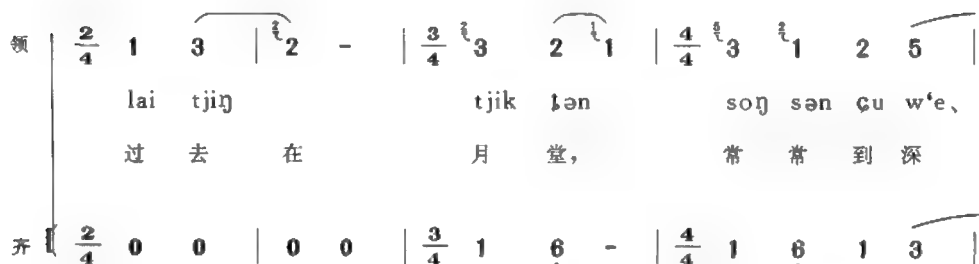 领 2/4 1 3 | 2 - | 3/4 3 2 1 | 4/4 3 1 2 5 |
lai tjiŋ tjik ʈən soŋ sən ɕu w‘e、
过 去 在 月 堂， 常 常 到 深
齐 2/4 0 0 | 0 0 | 3/4 1 6̣ - | 4/4 1 6̣ 1 3 |